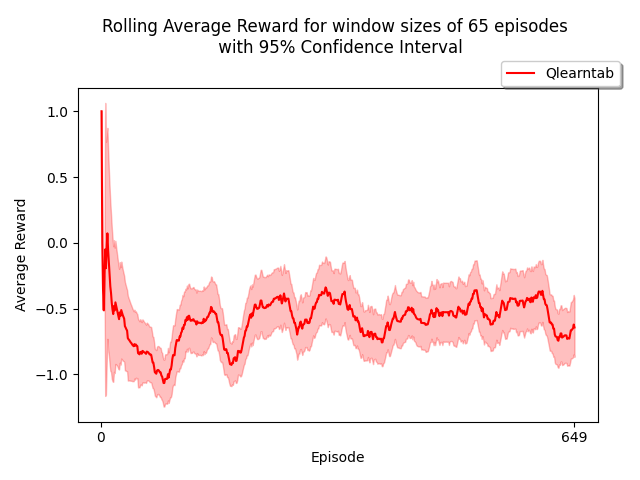 Rolling Average Reward for window sizes of 65 episodes
with 95% Confidence Interval
Qlearntab
1.0
0.5
0.0
−0.5
−1.0
Average Reward
0
649
Episode